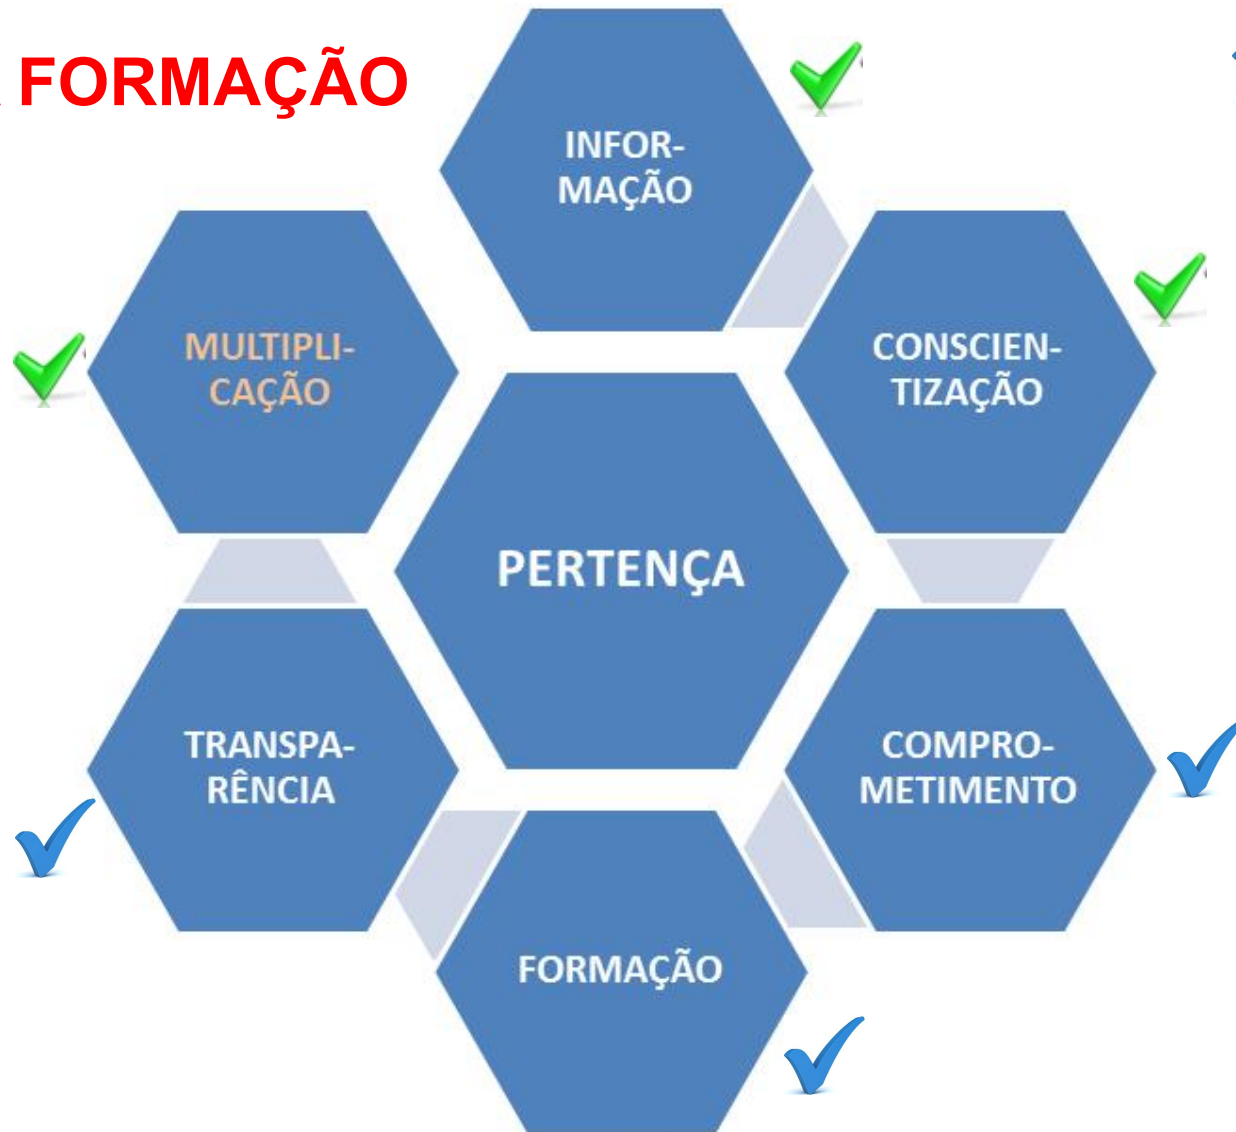 FORMAÇÃO
INFOR-
MAÇÃO
MULTIPLI-
CAÇÃO
CONSCIEN-
TIZAÇÃO
PERTENÇA
TRANSPA-
RÊNCIA
COMPRO-
METIMENTO
FORMAÇÃO